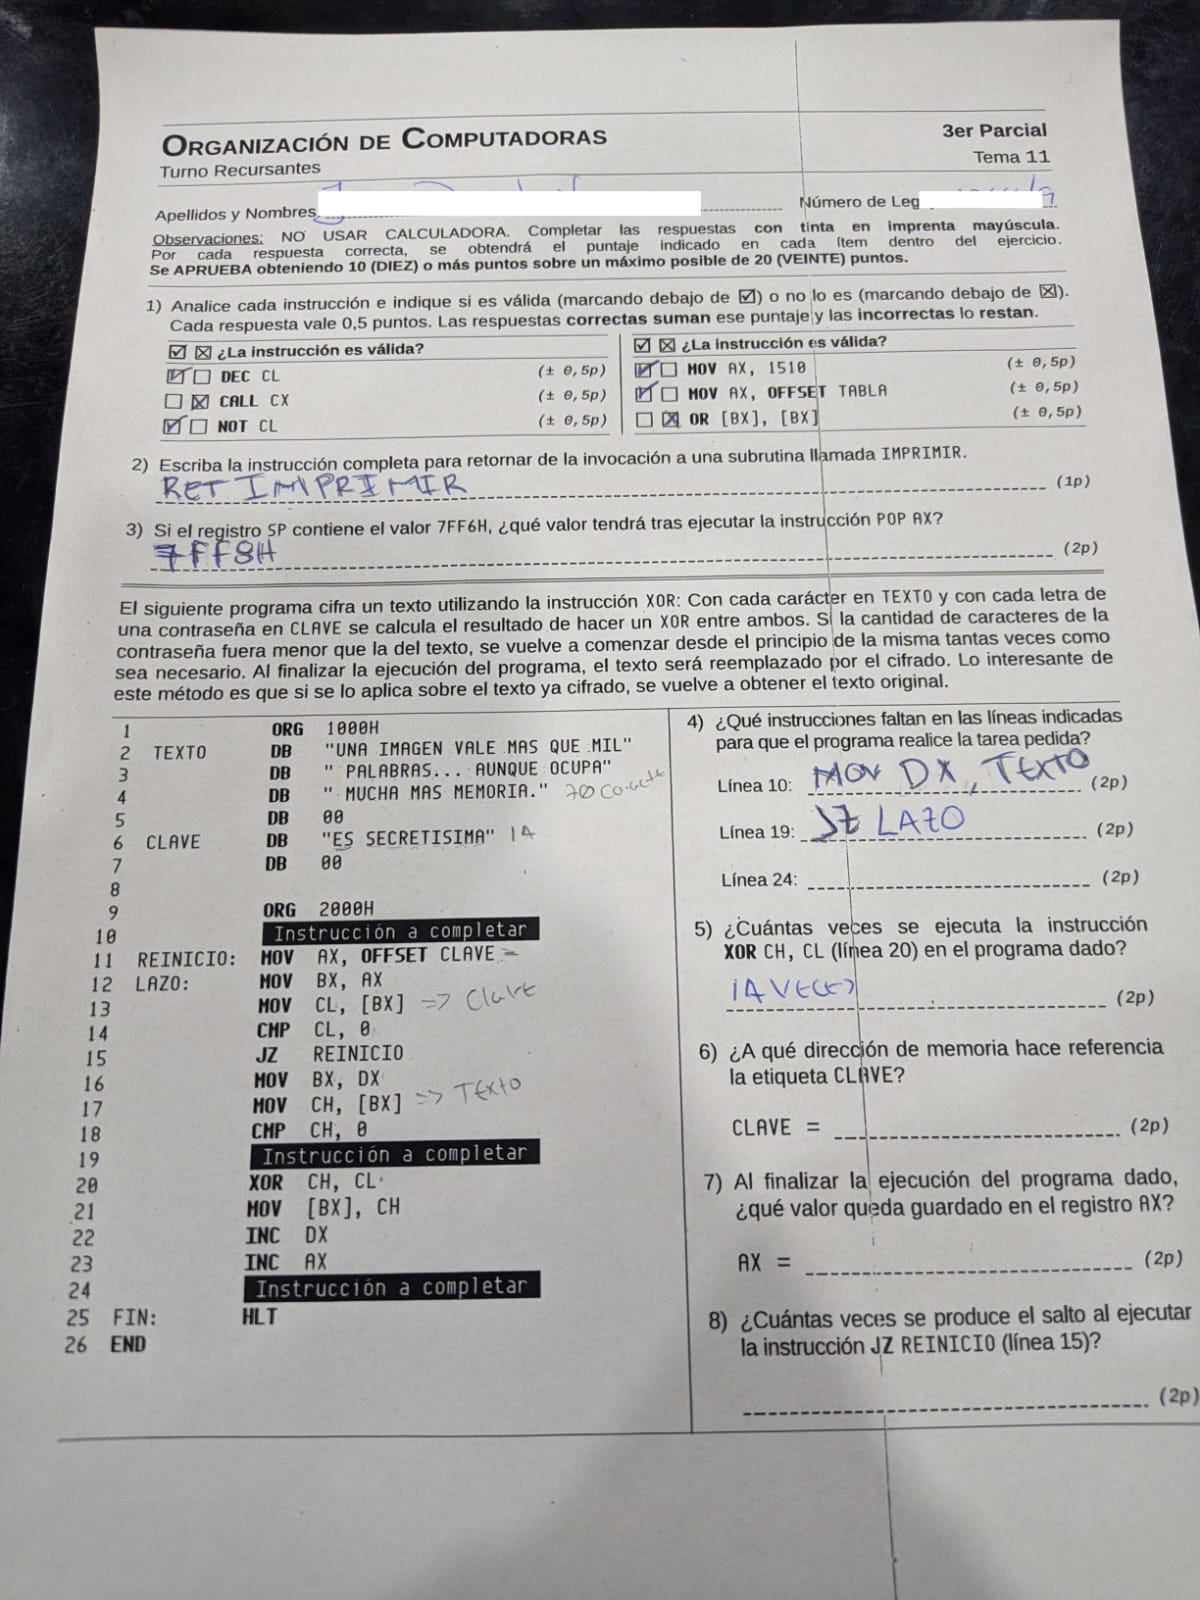 ORGANIZACIÓN DE COMPUTADORAS
3er Parcial
Turno Recursantes
Tema 11
Apellidos y Nombres
Número de Leg
Observaciones: NO USAR CALCULADORA. Completar las respuestas con tinta en imprenta mayúscula.
Por cada respuesta correcta, se obtendrá el puntaje indicado en cada ítem dentro del ejercicio.
Se APRUEBA obteniendo 10 (DIEZ) o más puntos sobre un máximo posible de 20 (VEINTE) puntos.
1) Analice cada instrucción e indique si es válida (marcando debajo de ☑) o no lo es (marcando debajo de ☒).
Cada respuesta vale 0,5 puntos. Las respuestas correctas suman ese puntaje y las incorrectas lo restan.
☑ ☒ ¿La instrucción es válida?
☑ ☐ DEC CL (± 0,5p)
☐ ☒ CALL CX (± 0,5p)
☑ ☐ NOT CL (± 0,5p)
☑ ☒ ¿La instrucción es válida?
☑ ☐ MOV AX, 1510 (± 0,5p)
☑ ☐ MOV AX, OFFSET TABLA (± 0,5p)
☐ ☒ OR [BX], [BX] (± 0,5p)
2) Escriba la instrucción completa para retornar de la invocación a una subrutina llamada IMPRIMIR.
RET IMPRIMIR (1p)
3) Si el registro SP contiene el valor 7FF6H, ¿qué valor tendrá tras ejecutar la instrucción POP AX?
7FF8H (2p)
El siguiente programa cifra un texto utilizando la instrucción XOR: Con cada carácter en TEXTO y con cada letra de
una contraseña en CLAVE se calcula el resultado de hacer un XOR entre ambos. Si la cantidad de caracteres de la
contraseña fuera menor que la del texto, se vuelve a comenzar desde el principio de la misma tantas veces como
sea necesario. Al finalizar la ejecución del programa, el texto será reemplazado por el cifrado. Lo interesante de
este método es que si se lo aplica sobre el texto ya cifrado, se vuelve a obtener el texto original.
1 ORG 1000H
2 TEXTO DB "UNA IMAGEN VALE MAS QUE MIL"
3 DB " PALABRAS... AUNQUE OCUPA"
4 DB " MUCHA MAS MEMORIA." 70
5 DB 00
6 CLAVE DB "ES SECRETISIMA" 14
7 DB 00
8
9 ORG 2000H
10 Instrucción a completar
11 REINICIO: MOV AX, OFFSET CLAVE
12 LAZO: MOV BX, AX
13 MOV CL, [BX] => Clave
14 CMP CL, 0
15 JZ REINICIO
16 MOV BX, DX
17 MOV CH, [BX] => Texto
18 CMP CH, 0
19 Instrucción a completar
20 XOR CH, CL
21 MOV [BX], CH
22 INC DX
23 INC AX
24 Instrucción a completar
25 FIN: HLT
26 END
4) ¿Qué instrucciones faltan en las líneas indicadas
para que el programa realice la tarea pedida?
Línea 10: MOV DX, TEXTO (2p)
Línea 19: JZ LAZO (2p)
Línea 24: (2p)
5) ¿Cuántas veces se ejecuta la instrucción
XOR CH, CL (línea 20) en el programa dado?
14 VECES (2p)
6) ¿A qué dirección de memoria hace referencia
la etiqueta CLAVE?
CLAVE = (2p)
7) Al finalizar la ejecución del programa dado,
¿qué valor queda guardado en el registro AX?
AX = (2p)
8) ¿Cuántas veces se produce el salto al ejecutar
la instrucción JZ REINICIO (línea 15)?
(2p)